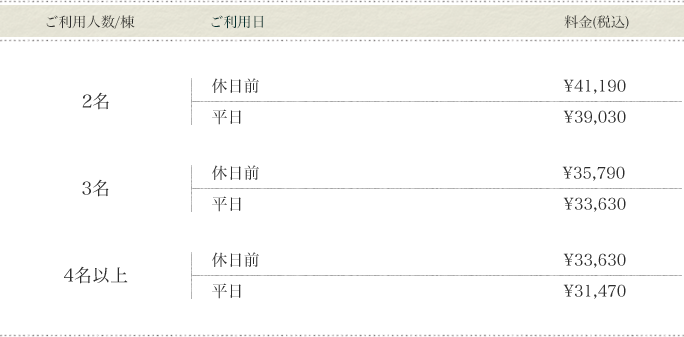 ご利用人数/棟 ご利用日 料金(税込)
2名
休日前 ¥41,190
平日 ¥39,030
3名
休日前 ¥35,790
平日 ¥33,630
4名以上
休日前 ¥33,630
平日 ¥31,470